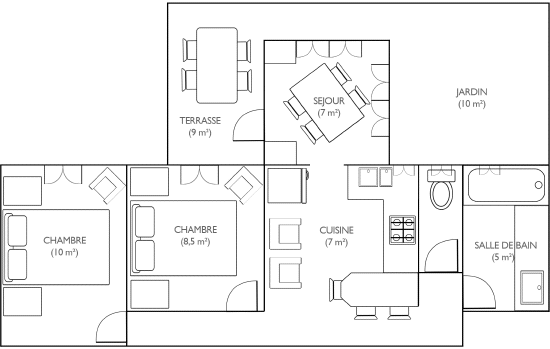 JARDIN
(10 m²)
SEJOUR
(7 m²)
TERRASSE
(9 m²)
CHAMBRE
(10 m²)
CHAMBRE
(8,5 m²)
CUISINE
(7 m²)
SALLE DE BAIN
(5 m²)